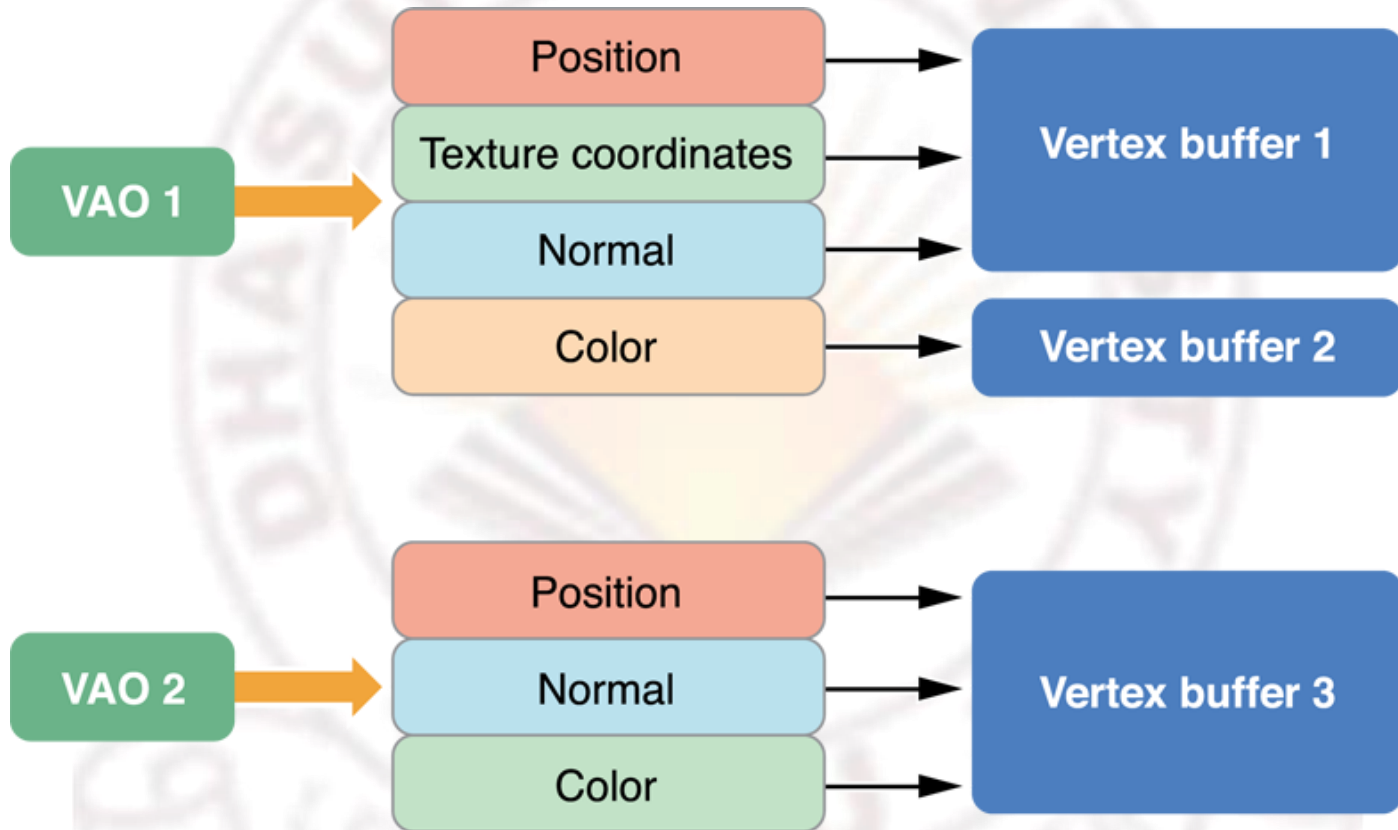 Position
Texture coordinates
Normal
Color
VAO 1
Vertex buffer 1
Vertex buffer 2
Position
Normal
Color
VAO 2
Vertex buffer 3